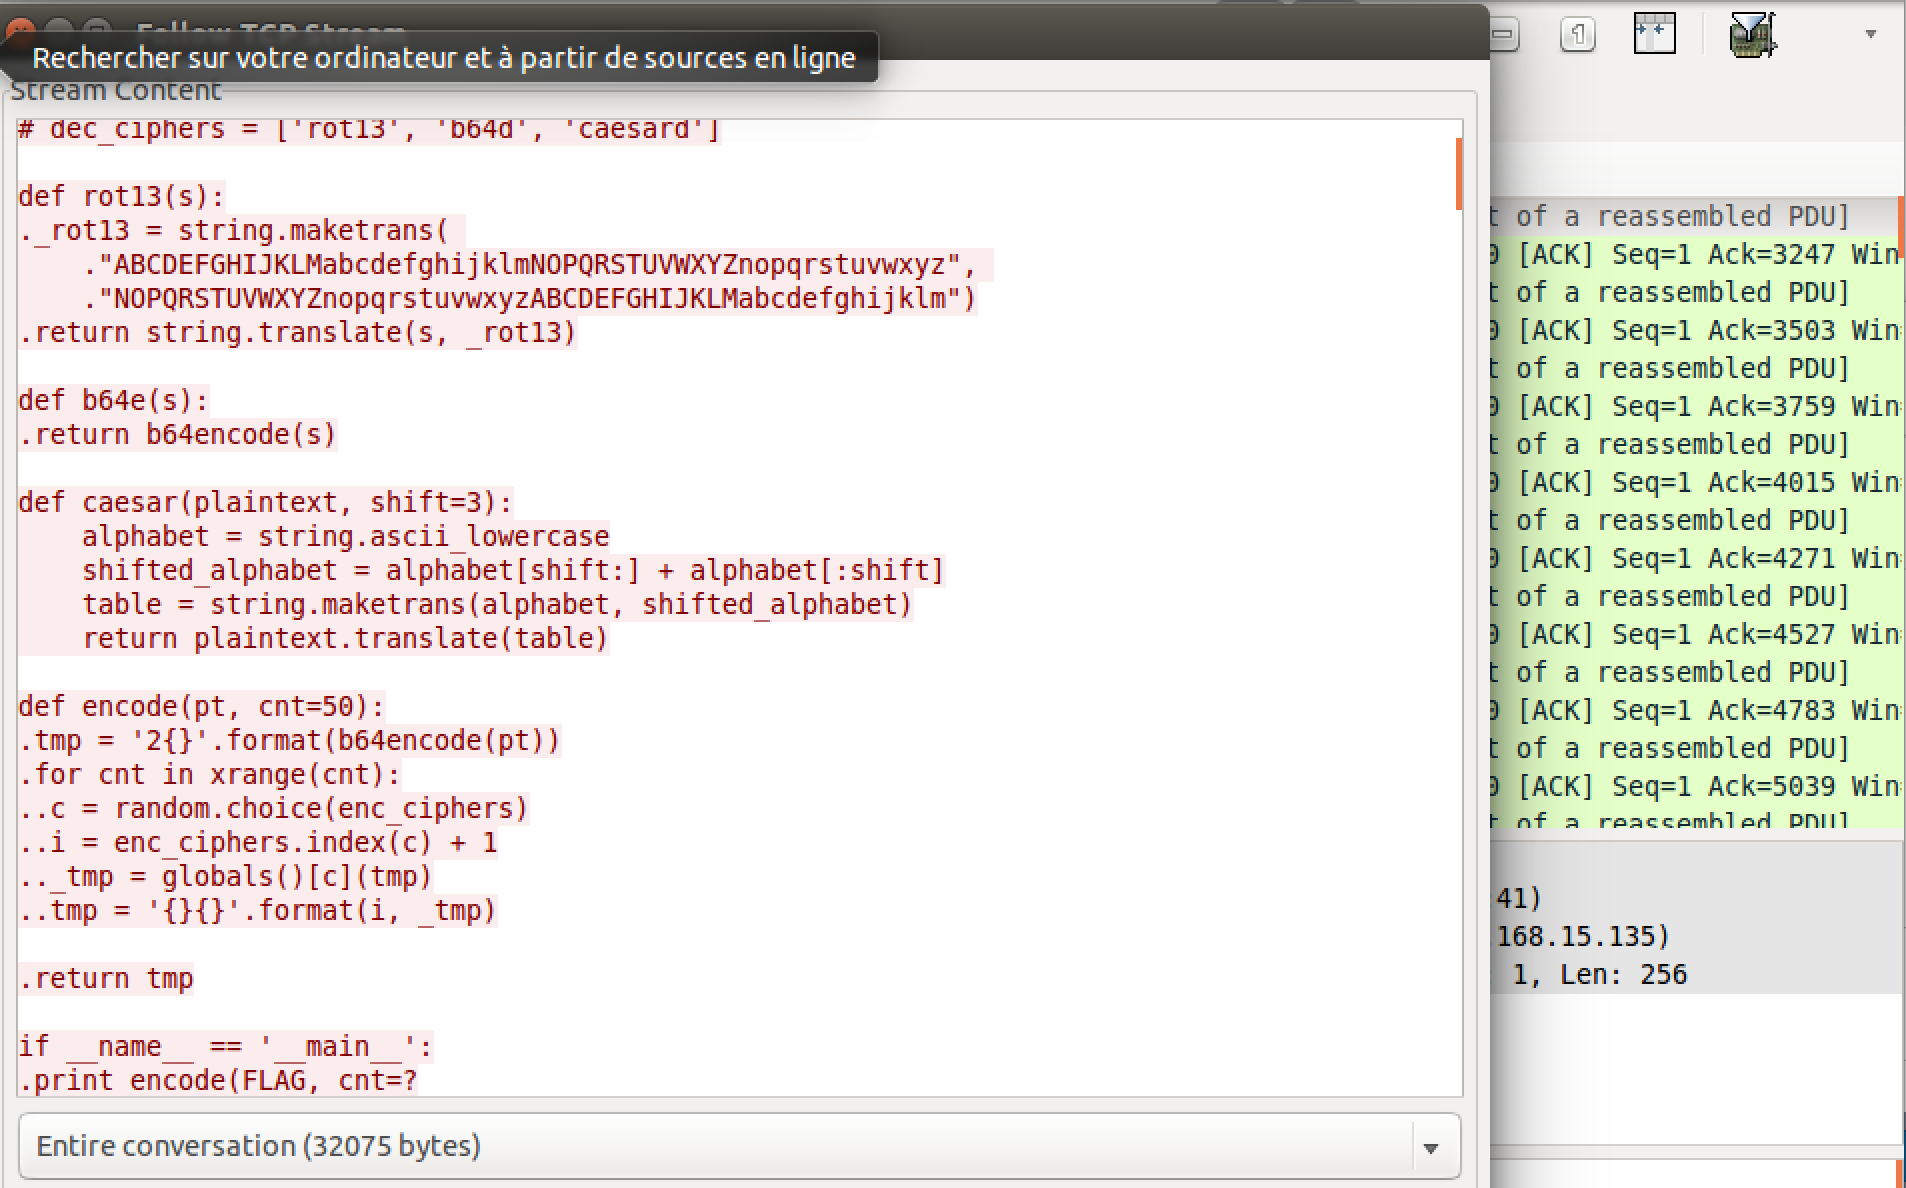 Follow TCP Stream
Rechercher sur votre ordinateur et à partir de sources en ligne
Stream Content
# dec_ciphers = ['rot13', 'b64d', 'caesard']
def rot13(s):
._rot13 = string.maketrans(
    ."ABCDEFGHIJKLMabcdefghijklmNOPQRSTUVWXYZnopqrstuvwxyz",
    ."NOPQRSTUVWXYZnopqrstuvwxyzABCDEFGHIJKLMabcdefghijklm")
.return string.translate(s, _rot13)
def b64e(s):
.return b64encode(s)
def caesar(plaintext, shift=3):
    alphabet = string.ascii_lowercase
    shifted_alphabet = alphabet[shift:] + alphabet[:shift]
    table = string.maketrans(alphabet, shifted_alphabet)
    return plaintext.translate(table)
def encode(pt, cnt=50):
.tmp = '2{}'.format(b64encode(pt))
.for cnt in xrange(cnt):
..c = random.choice(enc_ciphers)
..i = enc_ciphers.index(c) + 1
.._tmp = globals()[c](tmp)
..tmp = '{}{}'.format(i, _tmp)
.return tmp
if __name__ == '__main__':
.print encode(FLAG, cnt=?
Entire conversation (32075 bytes)
t of a reassembled PDU]
0 [ACK] Seq=1 Ack=3247 Win
t of a reassembled PDU]
0 [ACK] Seq=1 Ack=3503 Win=
t of a reassembled PDU]
0 [ACK] Seq=1 Ack=3759 Win=
t of a reassembled PDU]
0 [ACK] Seq=1 Ack=4015 Win=
t of a reassembled PDU]
0 [ACK] Seq=1 Ack=4271 Win=
t of a reassembled PDU]
0 [ACK] Seq=1 Ack=4527 Win=
t of a reassembled PDU]
0 [ACK] Seq=1 Ack=4783 Win=
t of a reassembled PDU]
0 [ACK] Seq=1 Ack=5039 Win=
t of a reassembled PDU]
41)
.168.15.135)
1, Len: 256